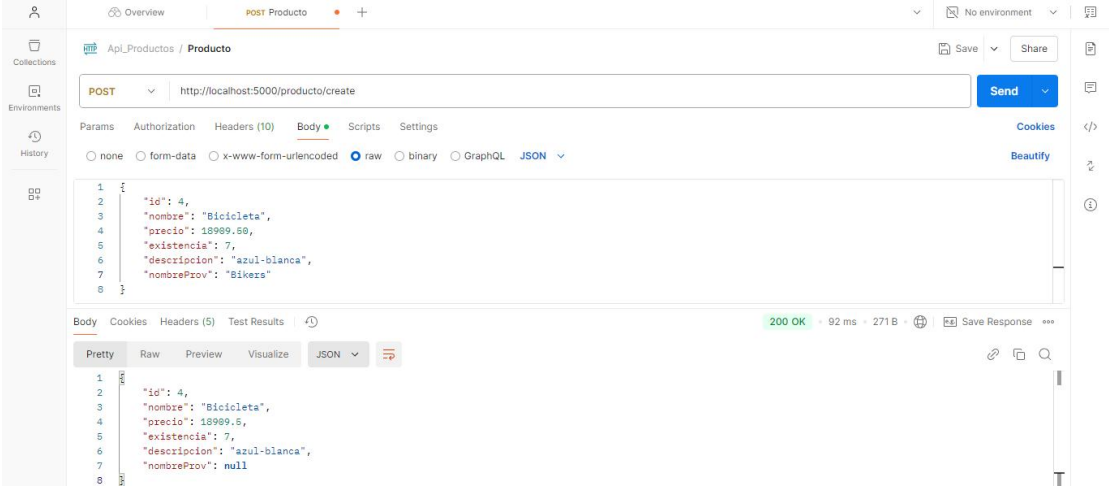 Overview
POST Producto
No environment
Collections
Environments
History
HTTP Api_Productos / Producto
Save
Share
POST
http://localhost:5000/producto/create
Send
Params Authorization Headers (10) Body Scripts Settings
Cookies
none form-data x-www-form-urlencoded raw binary GraphQL JSON
Beautify
1 {
2 "id": 4,
3 "nombre": "Bicicleta",
4 "precio": 18909.50,
5 "existencia": 7,
6 "descripcion": "azul-blanca",
7 "nombreProv": "Bikers"
8 }
Body Cookies Headers (5) Test Results
200 OK 92 ms 271 B
Save Response
Pretty Raw Preview Visualize JSON
1 {
2 "id": 4,
3 "nombre": "Bicicleta",
4 "precio": 18909.5,
5 "existencia": 7,
6 "descripcion": "azul-blanca",
7 "nombreProv": null
8 }